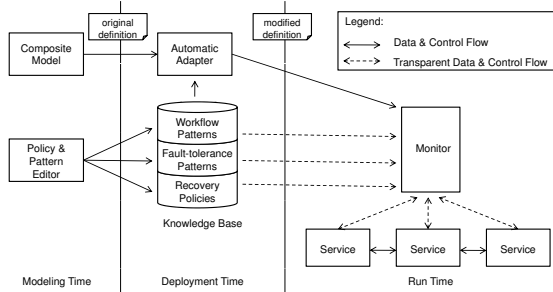 original
definition
modified
definition
Legend:
Data & Control Flow
Transparent Data & Control Flow
Composite
Model
Automatic
Adapter
Workflow
Patterns
Fault-tolerance
Patterns
Recovery
Policies
Knowledge Base
Policy &
Pattern
Editor
Monitor
Service
Service
Service
Modeling Time
Deployment Time
Run Time